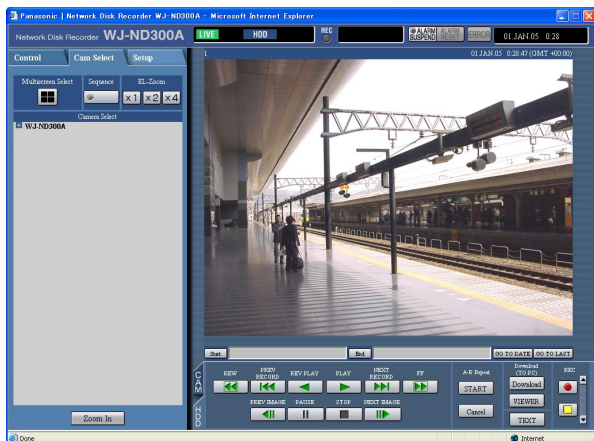 Panasonic | Network Disk Recorder WJ-ND300A - Microsoft Internet Explorer
Network Disk Recorder WJ-ND300A
LIVE
HDD
REC
ALARM SUSPEND
ALARM RESET
ERROR
01.JAN.05 0:28
Control
Cam Select
Setup
1
01.JAN.05 0:28:47 (GMT +00:00)
Multiscreen Select
Sequence
EL-Zoom
x1 x2 x4
Camera Select
WJ-ND300A
Start
End
GO TO DATE
GO TO LAST
CAM
HDD
REW
PREV RECORD
REV PLAY
PLAY
NEXT RECORD
FF
PREV IMAGE
PAUSE
STOP
NEXT IMAGE
A-B Repeat
START
Cancel
Download (TO PC)
Download
VIEWER
TEXT
REC
Zoom In
Done
Internet